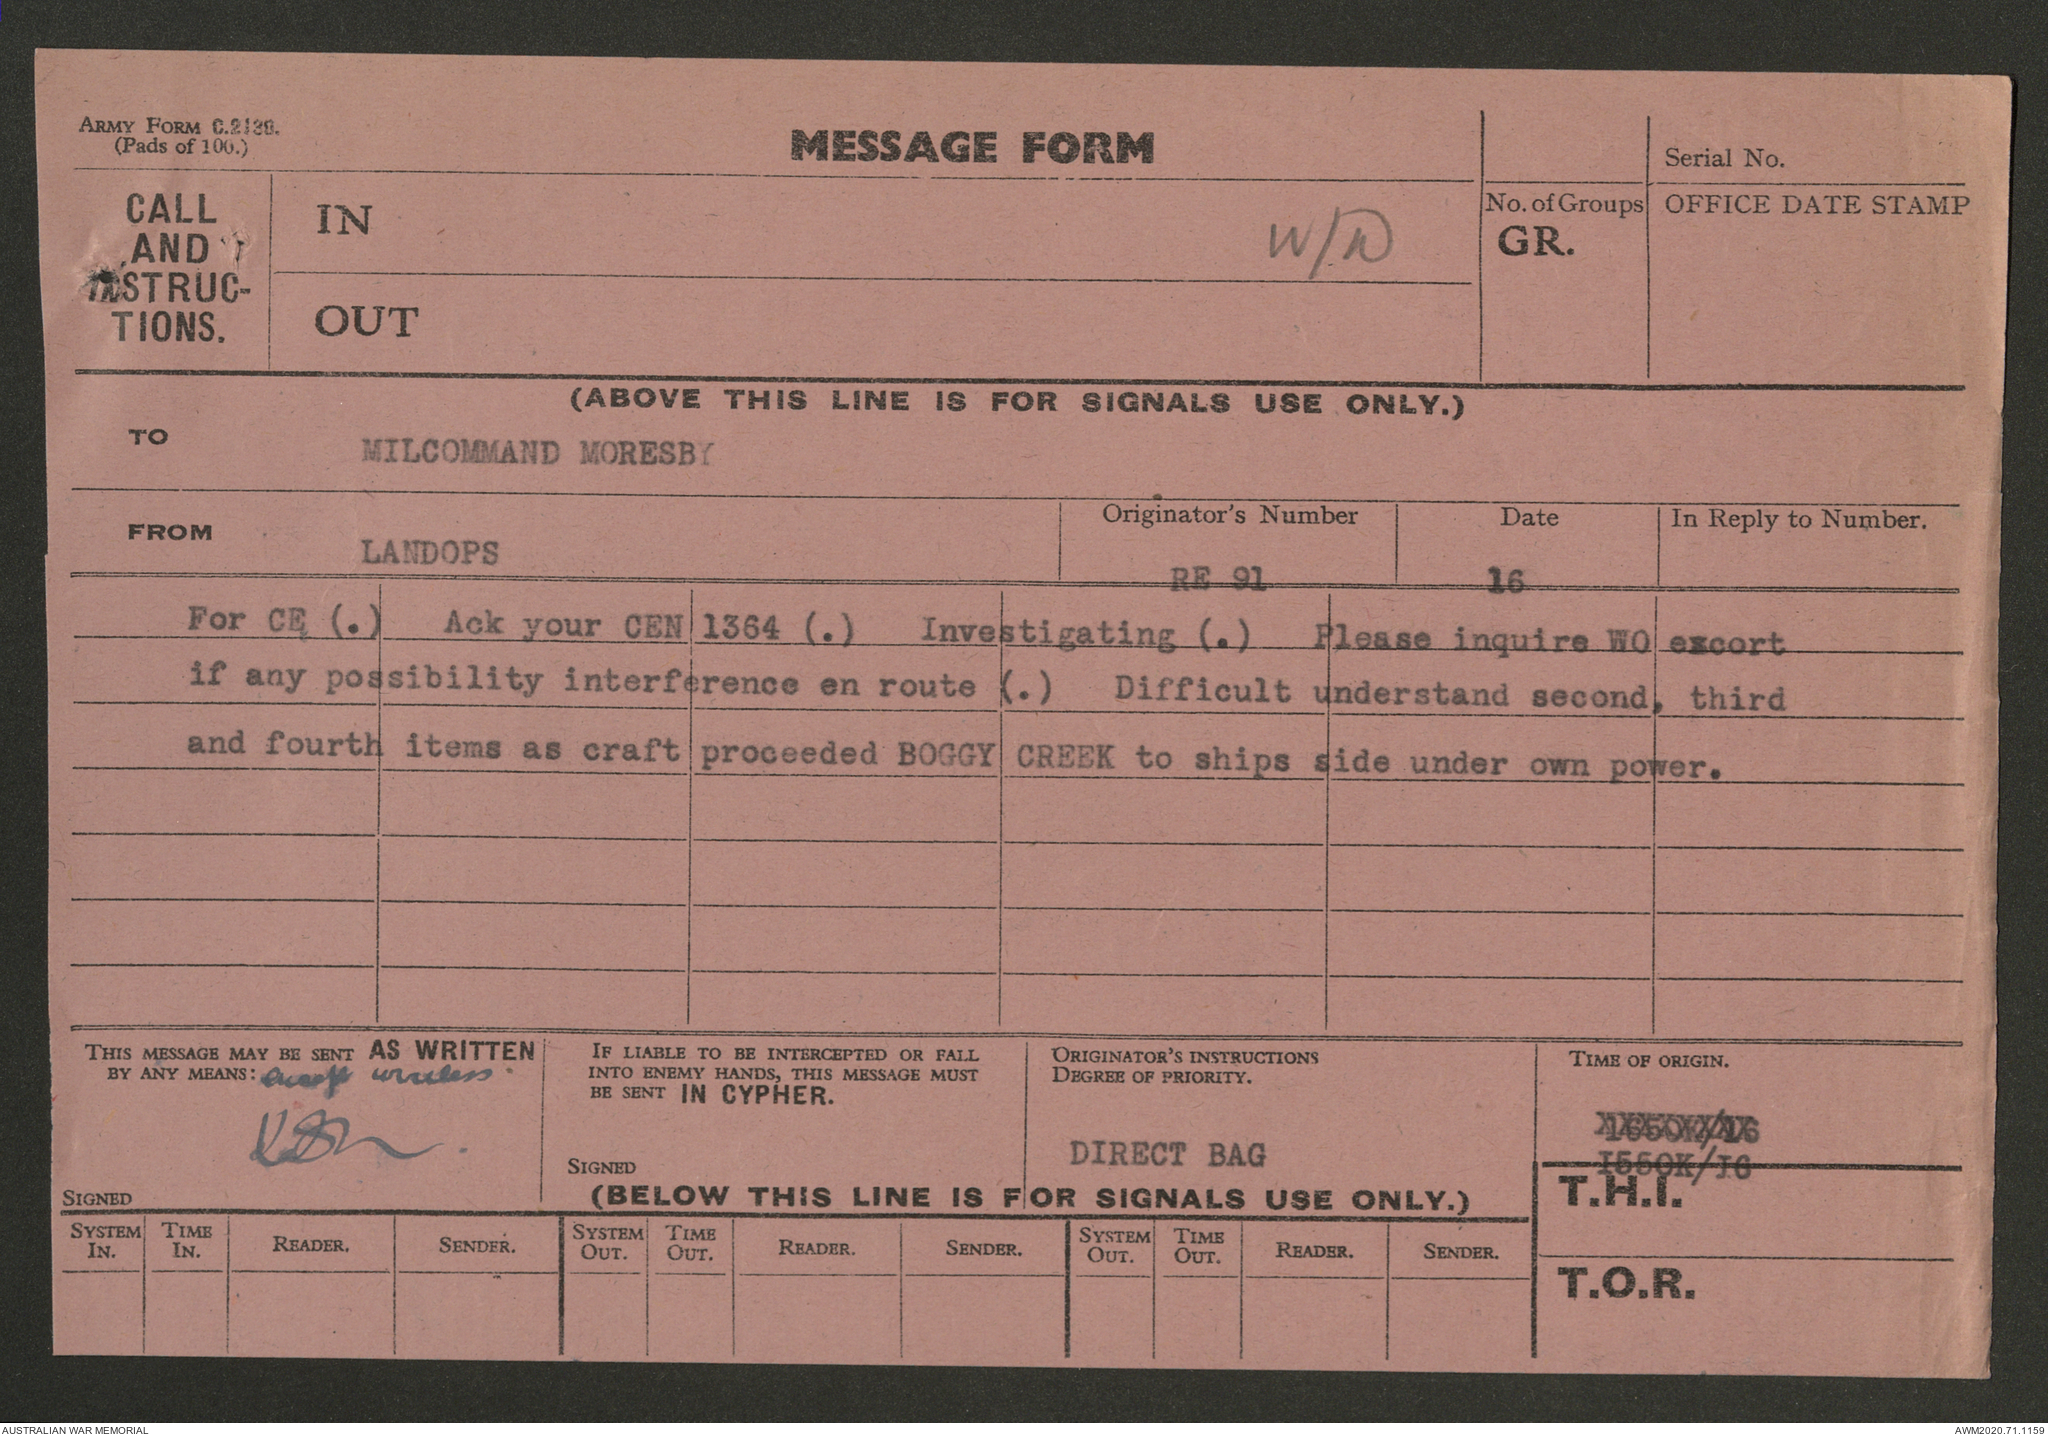 ARMY FORM C.2139.
(Pads of 100.)
MESSAGE FORM
Serial No.
CALL
AND
INSTRUC-
TIONS.
IN
W/D
No. of Groups
GR.
OFFICE DATE STAMP
OUT
(ABOVE THIS LINE IS FOR SIGNALS USE ONLY.)
TO
MILCOMMAND MORESBY
FROM
LANDOPS
Originator's Number
RE 91
Date
16
In Reply to Number.
For CE (.) Ack your CEN 1364 (.) Investigating (.) Please inquire WO excort
if any possibility interference en route (.) Difficult understand second, third
and fourth items as craft proceeded BOGGY CREEK to ships side under own power.
THIS MESSAGE MAY BE SENT AS WRITTEN
BY ANY MEANS: except wireless.
SIGNED
IF LIABLE TO BE INTERCEPTED OR FALL
INTO ENEMY HANDS, THIS MESSAGE MUST
BE SENT IN CYPHER.
SIGNED
ORIGINATOR'S INSTRUCTIONS
DEGREE OF PRIORITY.
DIRECT BAG
TIME OF ORIGIN.
1650K/16
I550K/I6
(BELOW THIS LINE IS FOR SIGNALS USE ONLY.)
T.H.I.
SYSTEM IN. TIME IN. READER. SENDER. SYSTEM OUT. TIME OUT. READER. SENDER. SYSTEM OUT. TIME OUT. READER. SENDER.
T.O.R.
AUSTRALIAN WAR MEMORIAL
AWM2020.71.1159